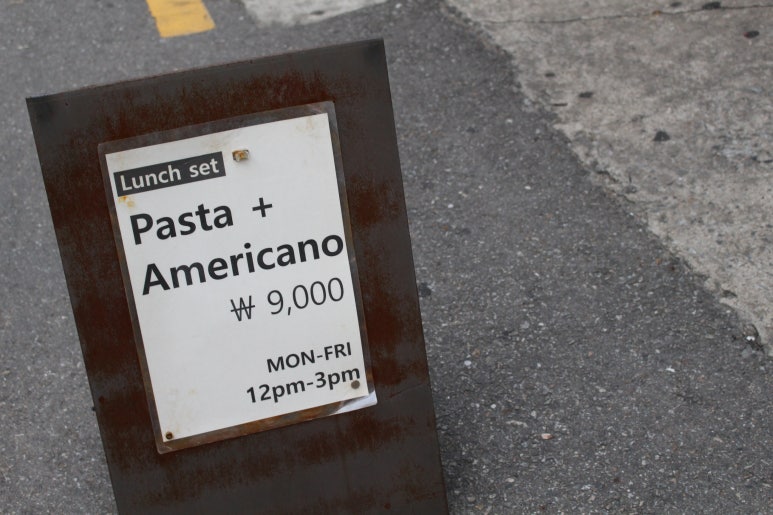 Lunch set
Pasta +
Americano
₩ 9,000
MON-FRI
12pm-3pm